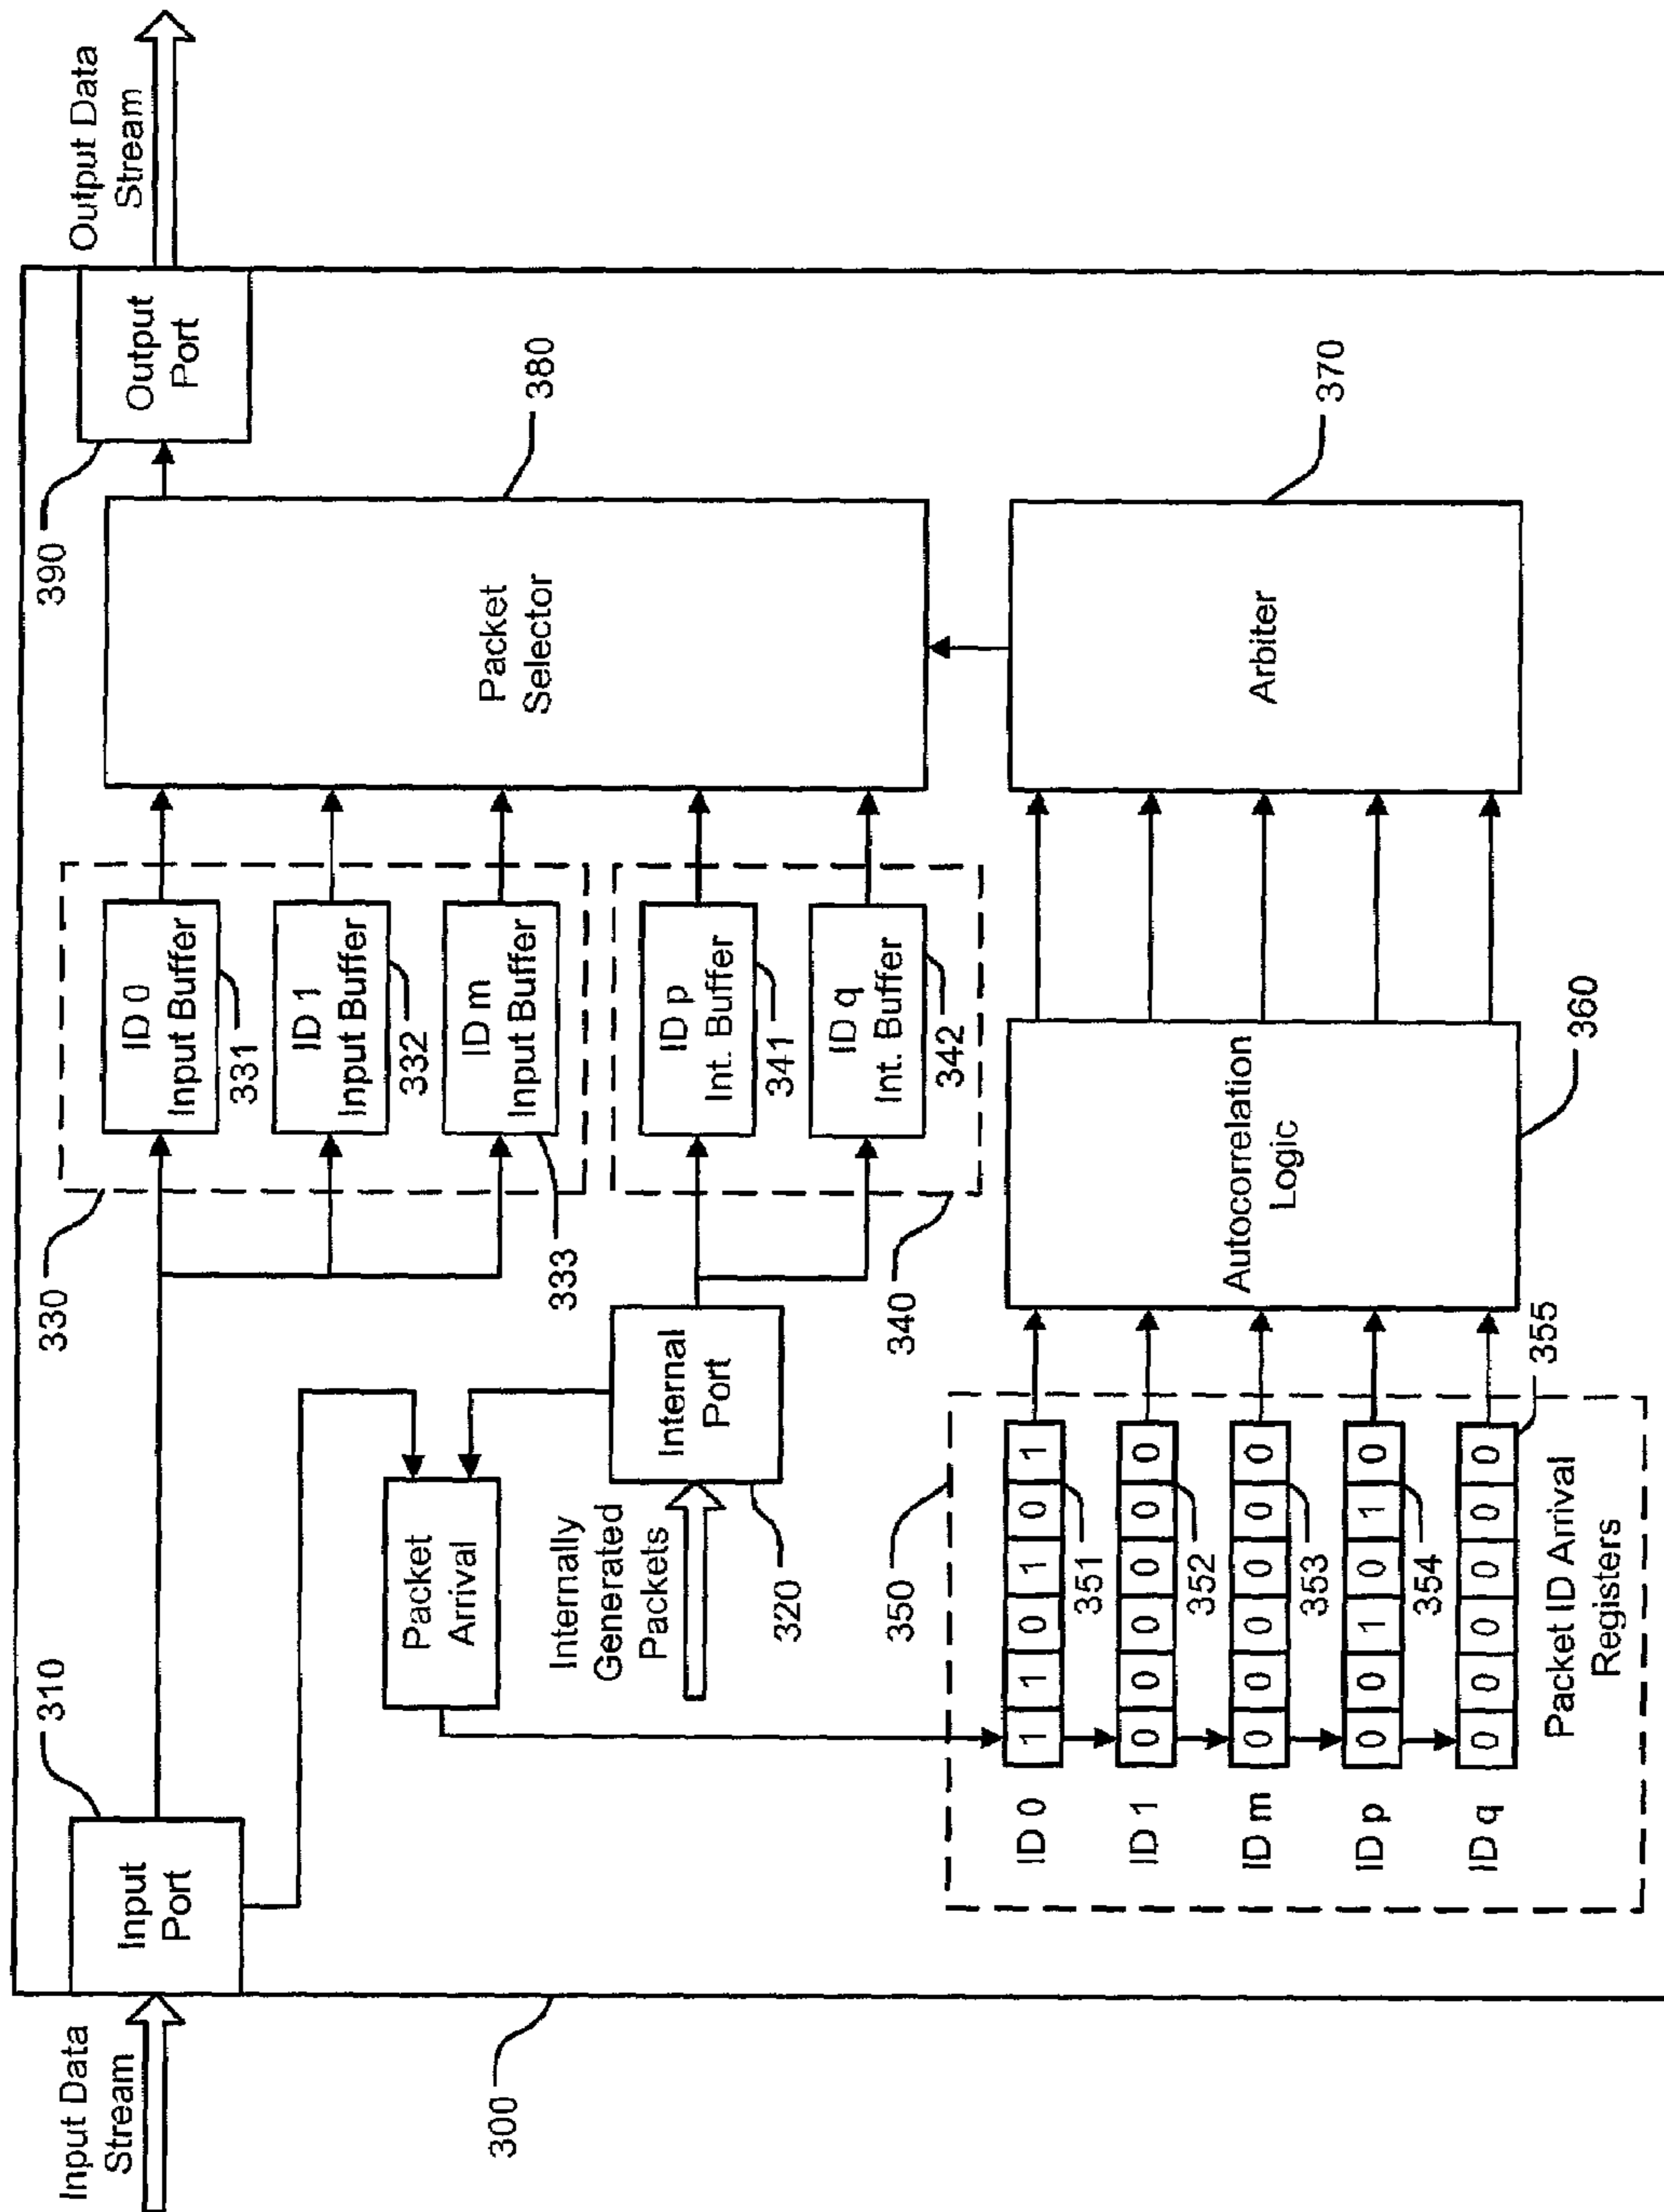 Input Data
Stream
Output Data
Stream
310
Input
Port
390
Output
Port
330
ID 0
Input Buffer
331
ID 1
Input Buffer
332
ID m
Input Buffer
333
Packet
Selector
380
Packet
Arrival
Internally
Generated
Packets
Internal
Port
320
ID p
Int. Buffer
341
ID q
Int. Buffer
342
340
300
350
ID 0
1 1 0 1 0 1
351
ID 1
0 0 0 0 0 0
352
ID m
0 0 0 0 0 0
353
ID p
0 0 1 0 1 0
354
ID q
0 0 0 0 0 0
355
Packet ID Arrival
Registers
Autocorrelation
Logic
360
Arbiter
370